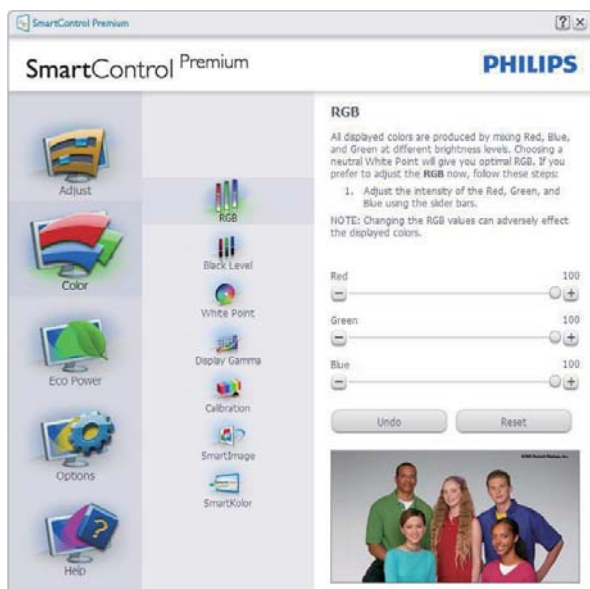 SmartControl Premium
SmartControl Premium
PHILIPS
Adjust
Color
Eco Power
Options
Help
RGB
Black Level
White Point
Display Gamma
Calibration
SmartImage
SmartKolor
RGB
All displayed colors are produced by mixing Red, Blue,
and Green at different brightness levels. Choosing a
neutral White Point will give you optimal RGB. If you
prefer to adjust the RGB now, follow these steps:
1. Adjust the intensity of the Red, Green, and
Blue using the slider bars.
NOTE: Changing the RGB values can adversely effect
the displayed colors.
Red 100
Green 100
Blue 100
Undo Reset